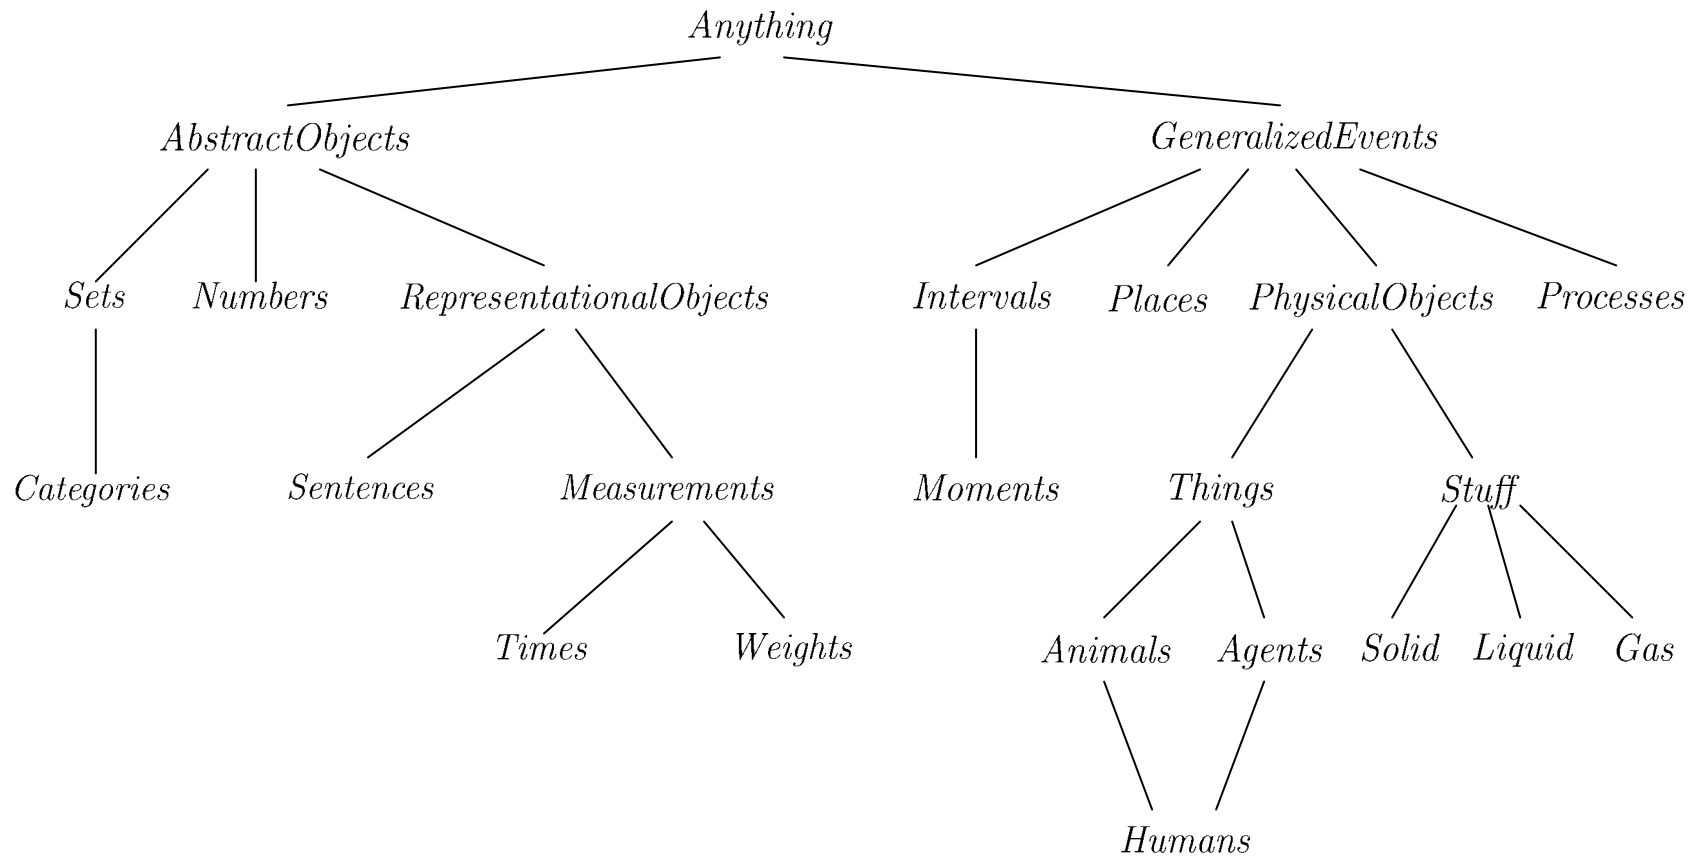 Anything
AbstractObjects GeneralizedEvents
Sets Numbers RepresentationalObjects Intervals Places PhysicalObjects Processes
Categories Sentences Measurements Moments Things Stuff
Times Weights Animals Agents Solid Liquid Gas
Humans